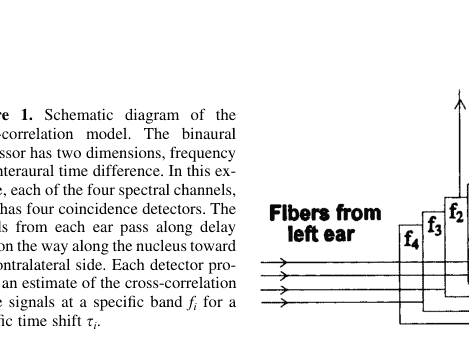 re 1. Schematic diagram of the
-correlation model. The binaural
ssor has two dimensions, frequency
nteraural time difference. In this ex-
e, each of the four spectral channels,
has four coincidence detectors. The
ls from each ear pass along delay
on the way along the nucleus toward
ontralateral side. Each detector pro-
an estimate of the cross-correlation
e signals at a specific band fi for a
fic time shift τi.
Fibers from
left ear
f4
f3
f2